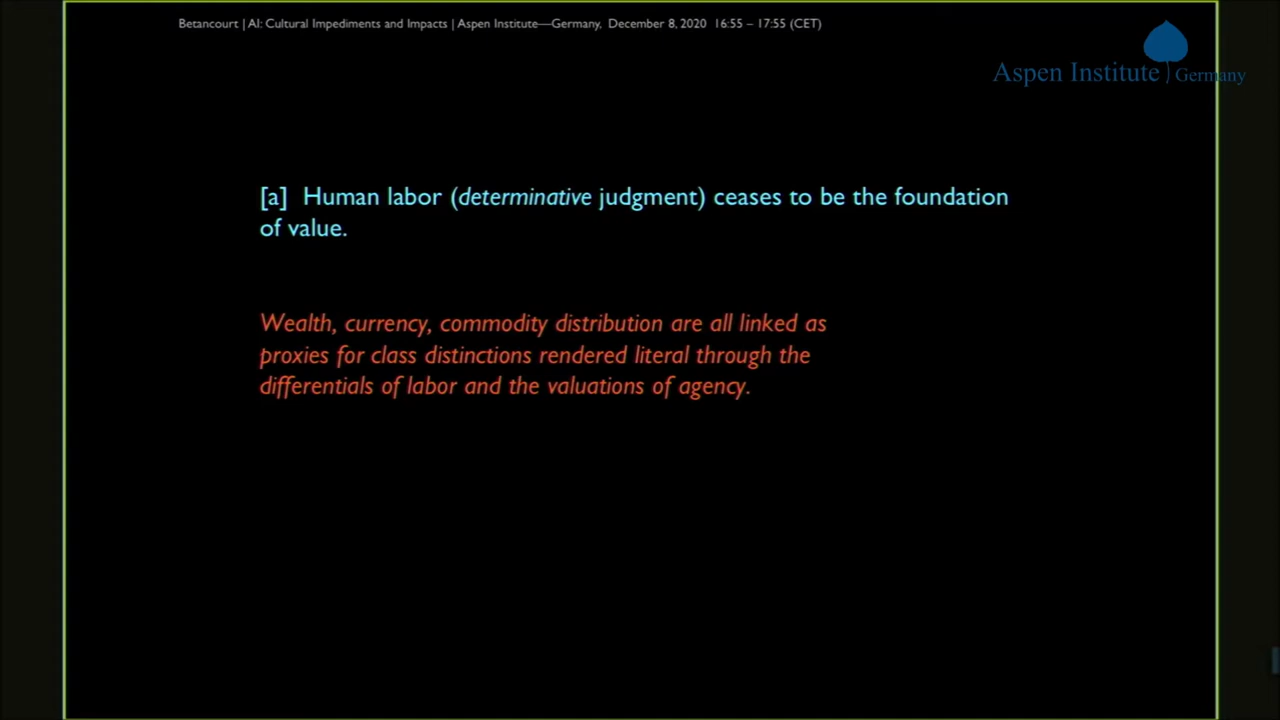 Betancourt | AI: Cultural Impediments and Impacts | Aspen Institute—Germany, December 8, 2020 16:55 – 17:55 (CET)
Aspen Institute | Germany
[a] Human labor (determinative judgment) ceases to be the foundation
of value.
Wealth, currency, commodity distribution are all linked as
proxies for class distinctions rendered literal through the
differentials of labor and the valuations of agency.